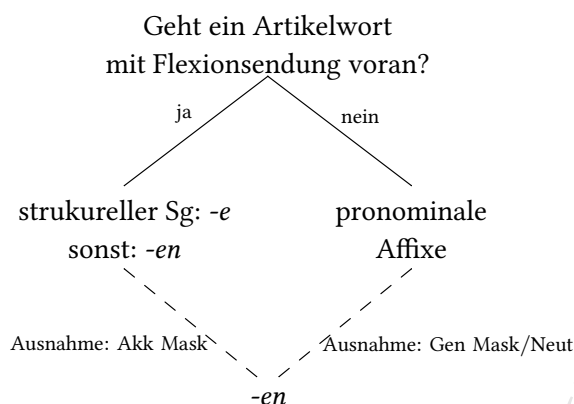 Geht ein Artikelwort
mit Flexionsendung voran?
ja
nein
strukureller Sg: -e
sonst: -en
pronominale
Affixe
Ausnahme: Akk Mask
Ausnahme: Gen Mask/Neut
-en